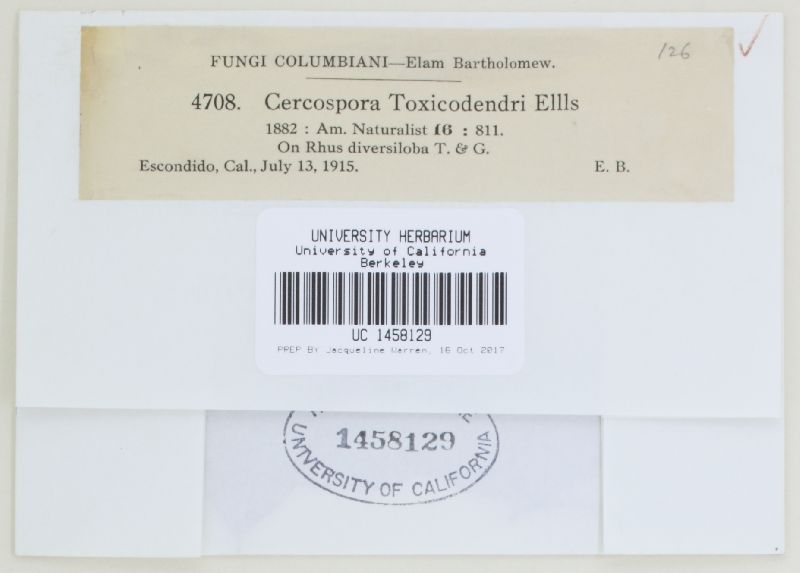 126
FUNGI COLUMBIANI—Elam Bartholomew.
4708. Cercospora Toxicodendri Ellls
1882 : Am. Naturalist 16 : 811.
On Rhus diversiloba T. & G.
Escondido, Cal., July 13, 1915. E. B.
UNIVERSITY HERBARIUM
University of California
Berkeley
UC 1458129
PREP BY Jacqueline Warren, 16 Oct 2017
1458129
UNIVERSITY OF CALIFORNIA